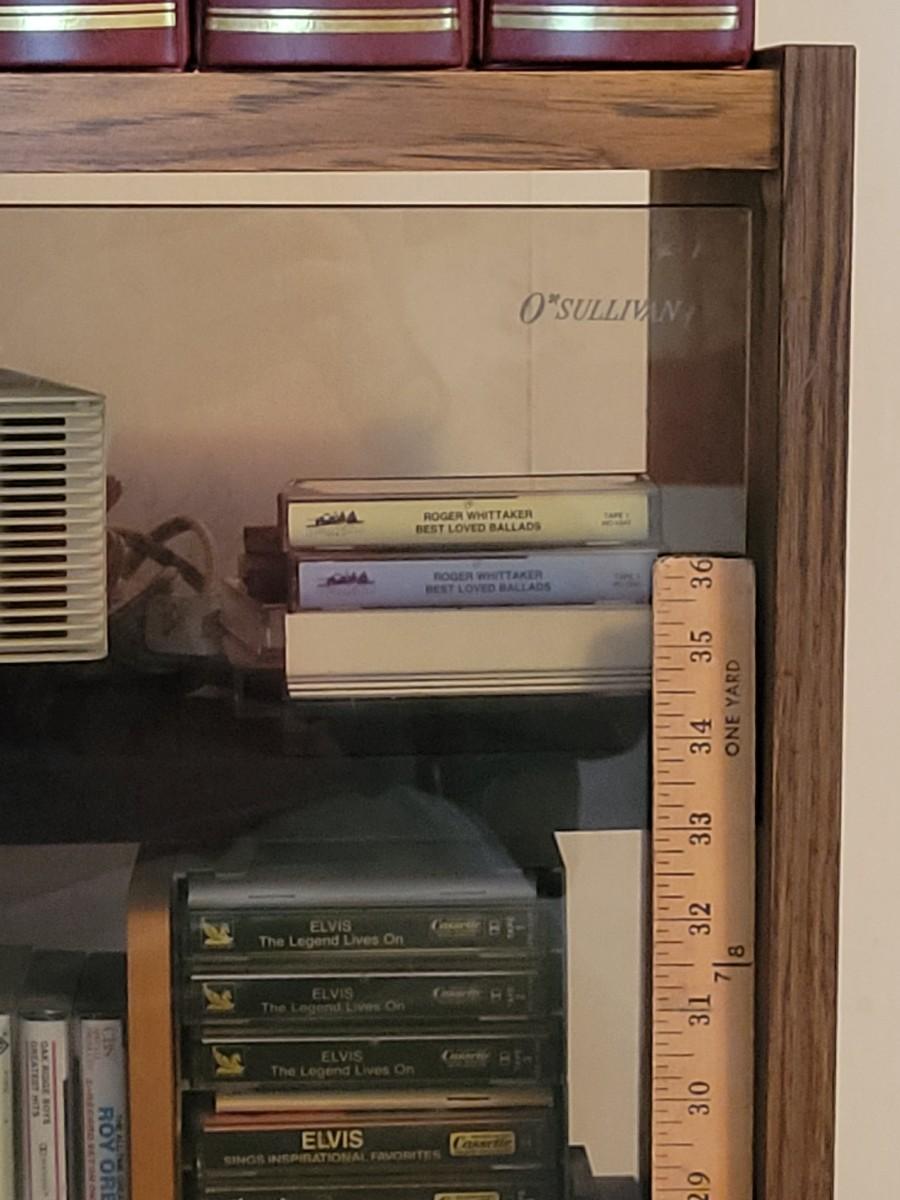 O*SULLIVAN
ROGER WHITTAKER
BEST LOVED BALLADS
TAPE 1
ROGER WHITTAKER
BEST LOVED BALLADS
36
35
ONE YARD
34
33
32
7|8
31
30
29
ELVIS
The Legend Lives On
Cassette
ELVIS
The Legend Lives On
Cassette
ELVIS
The Legend Lives On
Cassette
ELVIS
SINGS INSPIRATIONAL FAVORITES
Cassette
OAK RIDGE BOYS
GREATEST HITS
ROY ORB